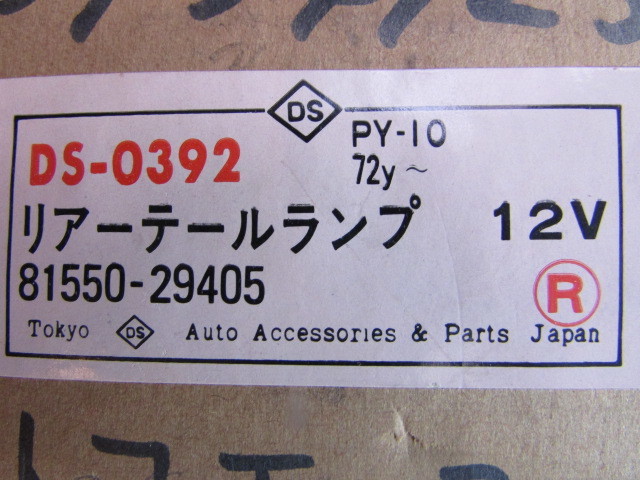 DS
DS-0392 PY-10
72y~
リアーテールランプ 12V
81550-29405 R
Tokyo DS Auto Accessories & Parts Japan